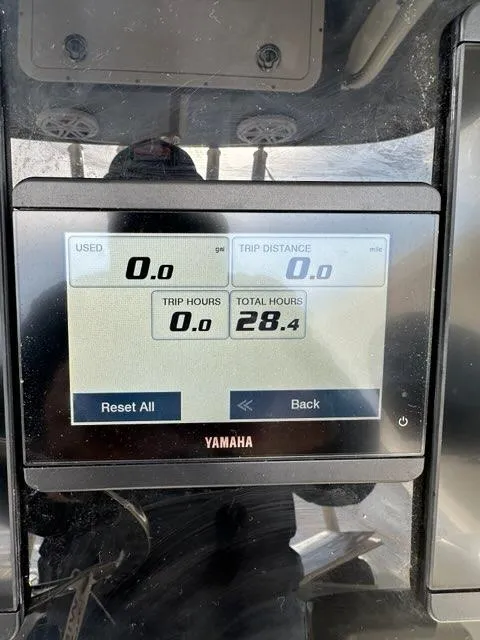 USED gal TRIP DISTANCE mile
0.0 0.0
TRIP HOURS TOTAL HOURS
0.0 28.4
Reset All Back
YAMAHA